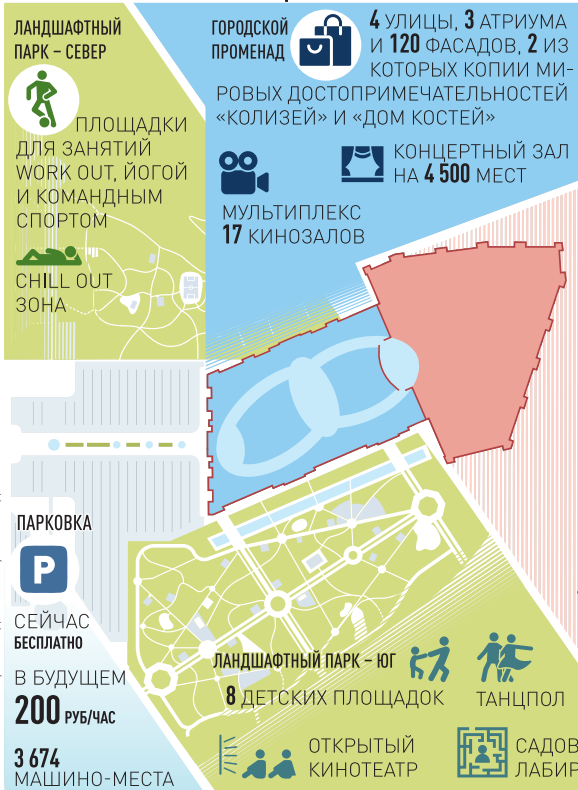 ЛАНДШАФТНЫЙ
ПАРК – СЕВЕР
ПЛОЩАДКИ
ДЛЯ ЗАНЯТИЙ
WORK OUT, ЙОГОЙ
И КОМАНДНЫМ
СПОРТОМ
CHILL OUT
ЗОНА
ГОРОДСКОЙ
ПРОМЕНАД
4 УЛИЦЫ, 3 АТРИУМА
И 120 ФАСАДОВ, 2 ИЗ
КОТОРЫХ КОПИИ МИ-
РОВЫХ ДОСТОПРИМЕЧАТЕЛЬНОСТЕЙ
«КОЛИЗЕЙ» И «ДОМ КОСТЕЙ»
КОНЦЕРТНЫЙ ЗАЛ
НА 4 500 МЕСТ
МУЛЬТИПЛЕКС
17 КИНОЗАЛОВ
ПАРКОВКА
P
СЕЙЧАС
БЕСПЛАТНО
В БУДУЩЕМ
200 РУБ/ЧАС
3 674
МАШИНО-МЕСТА
ЛАНДШАФТНЫЙ ПАРК – ЮГ
8 ДЕТСКИХ ПЛОЩАДОК
ТАНЦПОЛ
ОТКРЫТЫЙ
КИНОТЕАТР
САДОВ
ЛАБИР